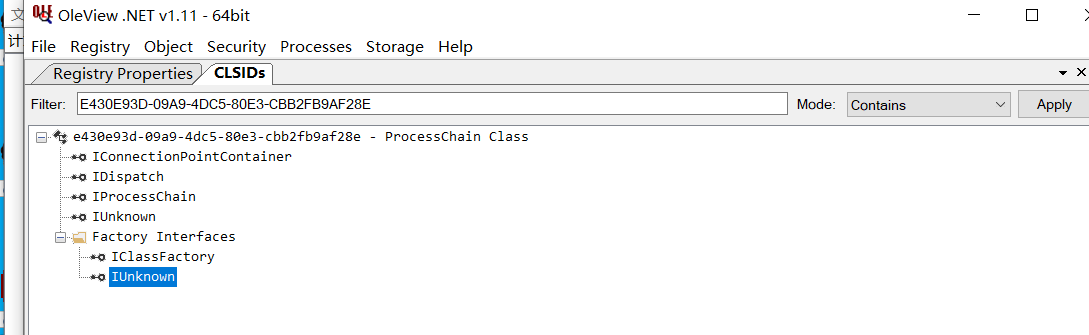 文
计
OleView .NET v1.11 - 64bit
File Registry Object Security Processes Storage Help
Registry Properties CLSIDs
Filter: E430E93D-09A9-4DC5-80E3-CBB2FB9AF28E Mode: Contains Apply
e430e93d-09a9-4dc5-80e3-cbb2fb9af28e - ProcessChain Class
IConnectionPointContainer
IDispatch
IProcessChain
IUnknown
Factory Interfaces
IClassFactory
IUnknown